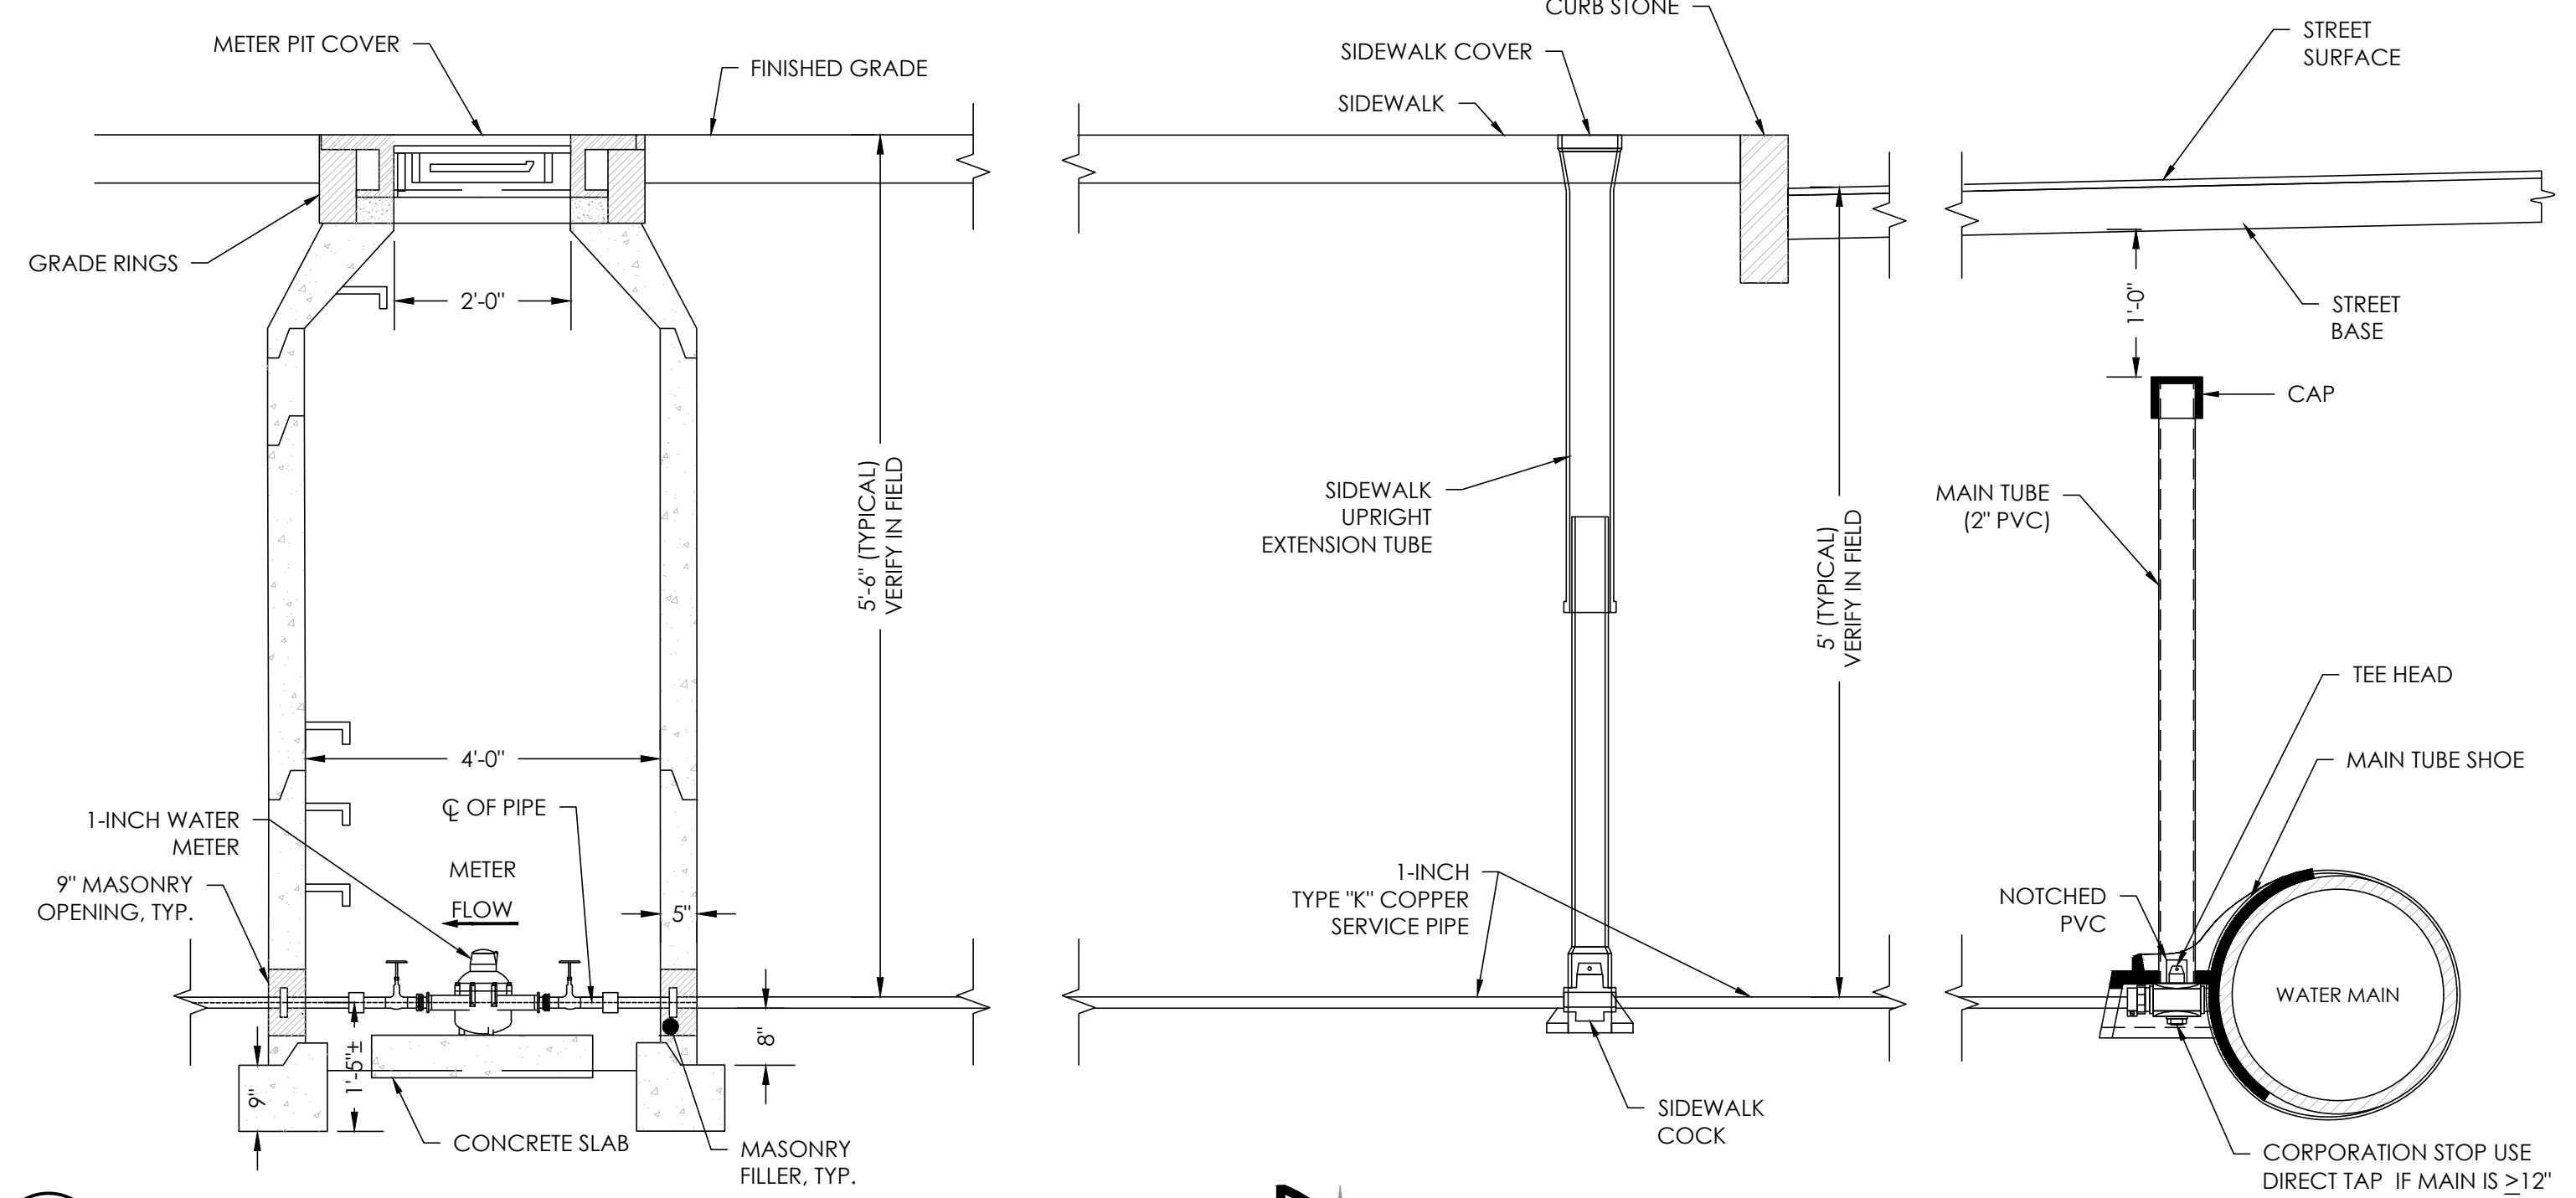 CURB STONE
METER PIT COVER
FINISHED GRADE
SIDEWALK COVER
SIDEWALK
STREET
SURFACE
GRADE RINGS
2'-0"
1'-0"
STREET
BASE
CAP
5'-6" (TYPICAL)
VERIFY IN FIELD
SIDEWALK
UPRIGHT
EXTENSION TUBE
5' (TYPICAL)
VERIFY IN FIELD
MAIN TUBE
(2" PVC)
TEE HEAD
MAIN TUBE SHOE
4'-0"
1-INCH WATER
METER
℄ OF PIPE
METER
FLOW
9" MASONRY
OPENING, TYP.
5"
1-INCH
TYPE "K" COPPER
SERVICE PIPE
NOTCHED
PVC
WATER MAIN
8"
1'-5"±
9"
CONCRETE SLAB
MASONRY
FILLER, TYP.
SIDEWALK
COCK
CORPORATION STOP USE
DIRECT TAP IF MAIN IS ≥12"